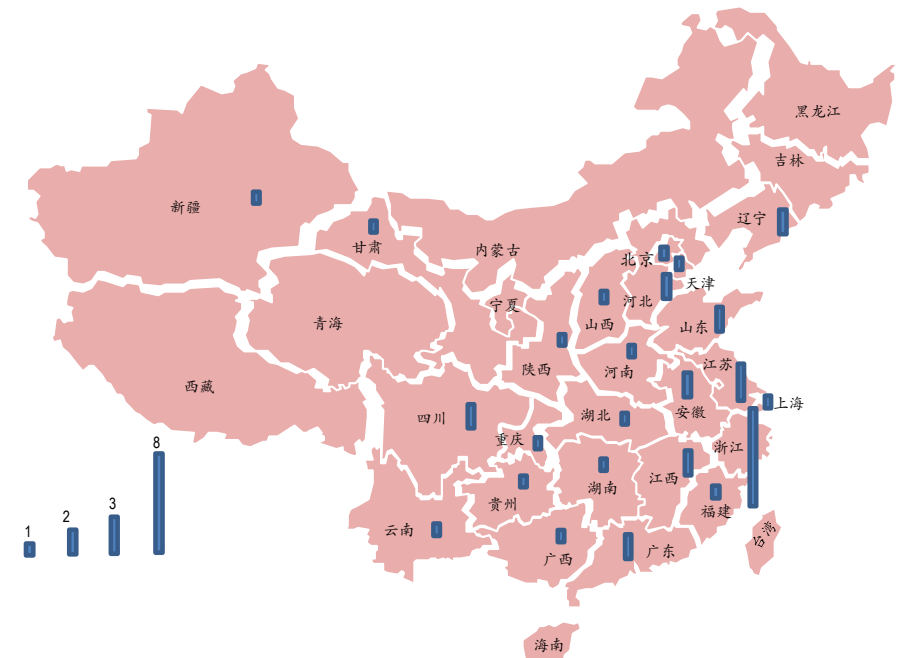 黑龙江
吉林
新疆
辽宁
甘肃
内蒙古
北京
天津
宁夏
河北
青海
山西
山东
陕西
河南
江苏
西藏
安徽
上海
四川
湖北
重庆
浙江
江西
湖南
贵州
福建
云南
台湾
广西
广东
海南
1
2
3
8